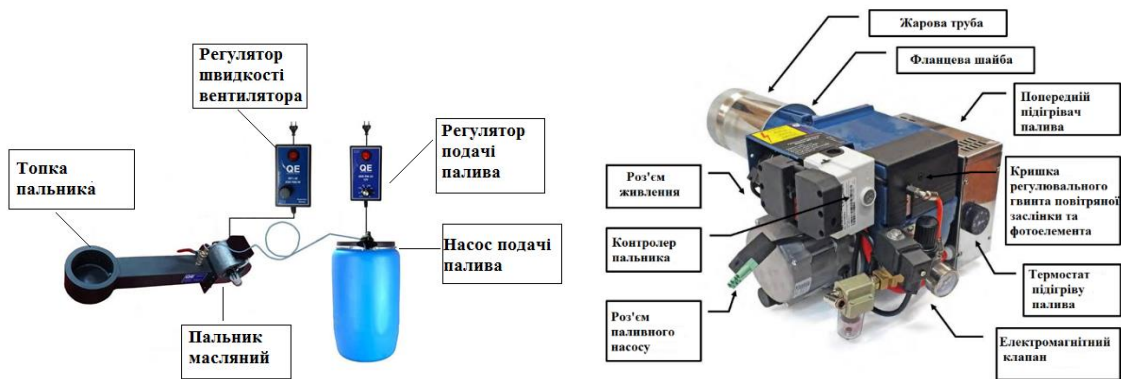 Регулятор
швидкості
вентилятора
Регулятор
подачі
палива
Топка
пальника
QE
QE
Насос подачі
палива
Пальник
масляний
Жарова труба
Фланцева шайба
Попередній
підігрівач
палива
Роз'єм
живлення
Кришка
регулювального
гвинта повітряної
заслінки та
фотоелемента
Контролер
пальника
Термостат
підігріву
палива
Роз'єм
паливного
насосу
Електромагнітний
клапан